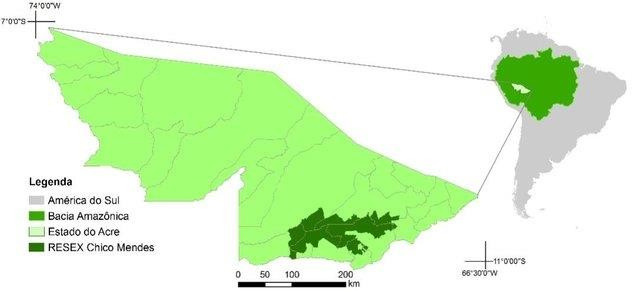 74°0'0"W
7°0'0"S
Legenda
América do Sul
Bacia Amazônica
Estado do Acre
RESEX Chico Mendes
0 50 100 200
km
11°0'0"S
66°30'0"W